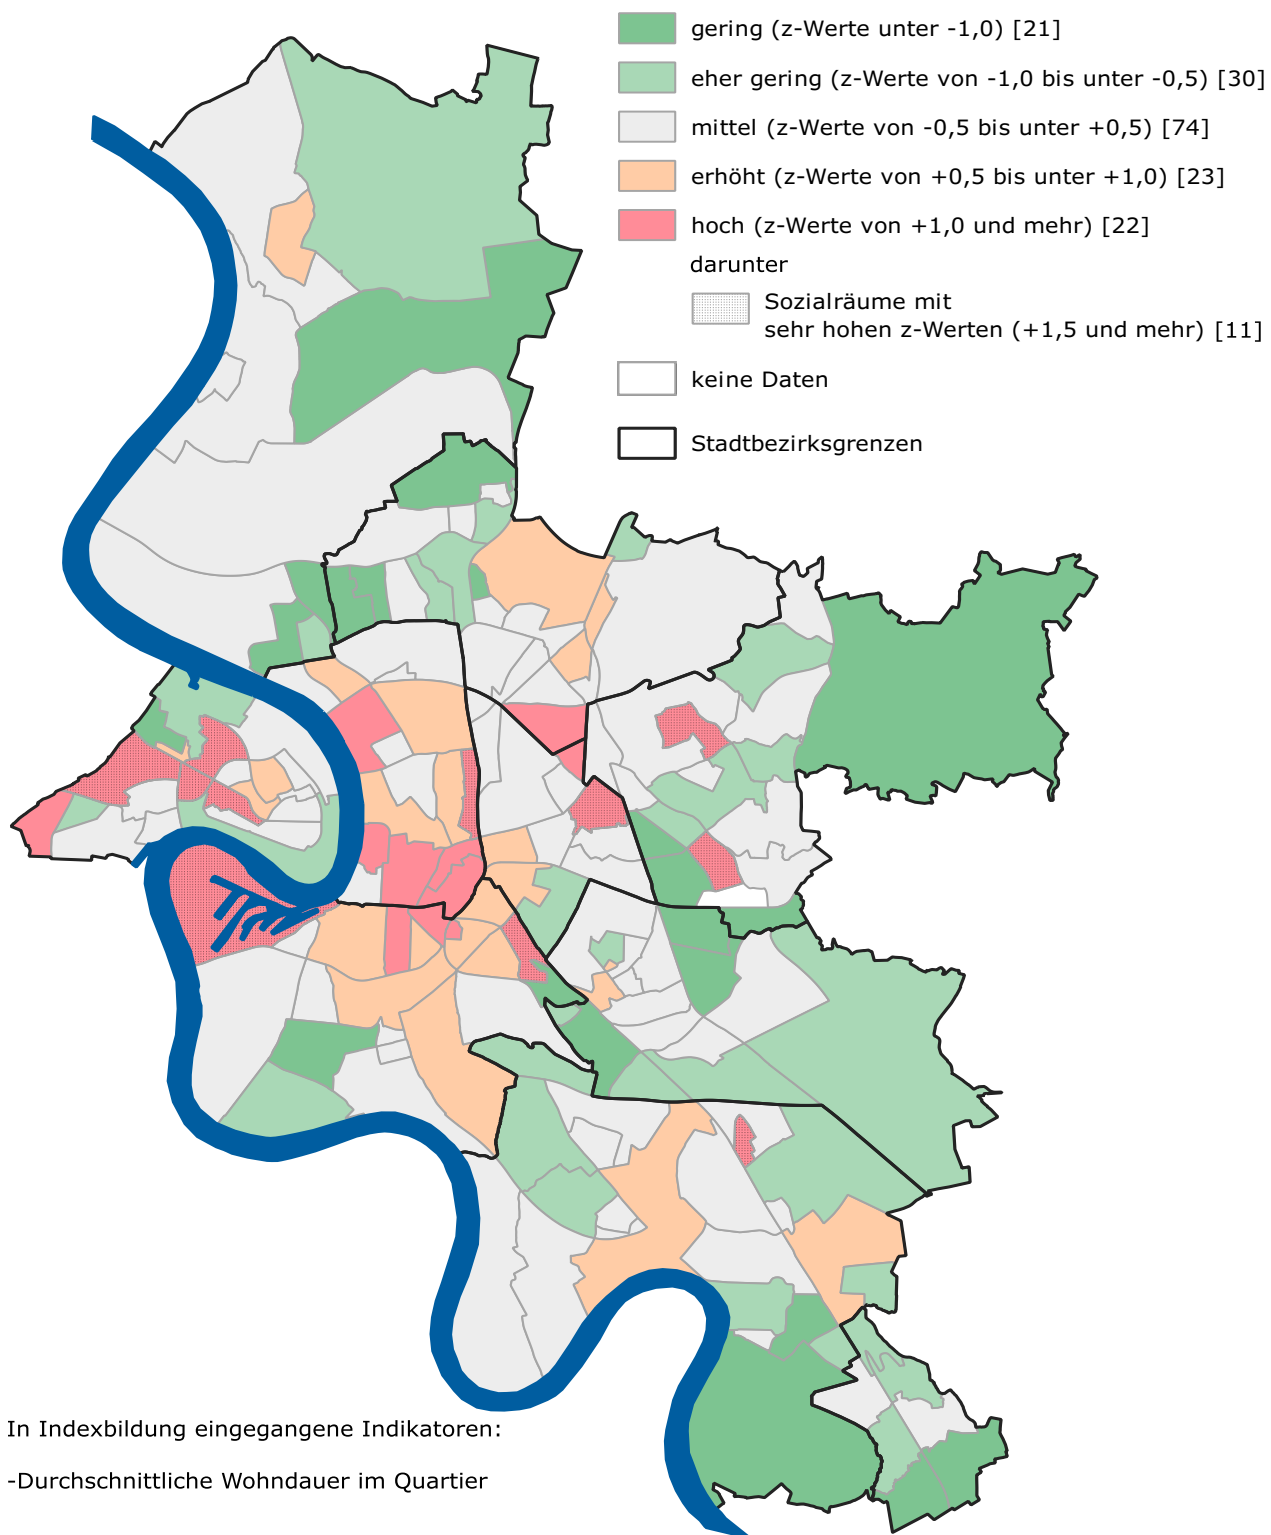 gering (z-Werte unter -1,0) [21]
eher gering (z-Werte von -1,0 bis unter -0,5) [30]
mittel (z-Werte von -0,5 bis unter +0,5) [74]
erhöht (z-Werte von +0,5 bis unter +1,0) [23]
hoch (z-Werte von +1,0 und mehr) [22]
darunter
Sozialräume mit
sehr hohen z-Werten (+1,5 und mehr) [11]
keine Daten
Stadtbezirksgrenzen
In Indexbildung eingegangene Indikatoren:
-Durchschnittliche Wohndauer im Quartier